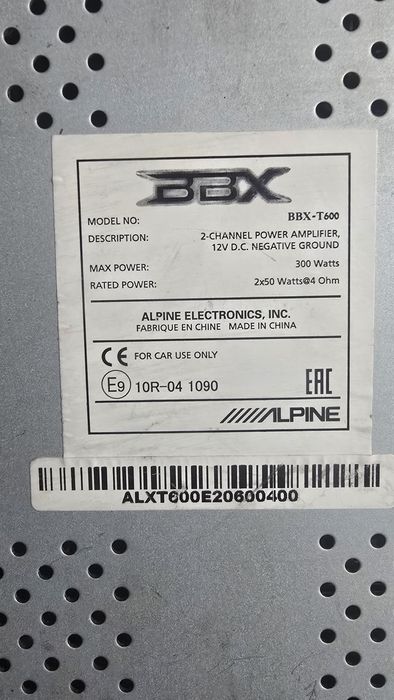 BBX
MODEL NO: BBX-T600
DESCRIPTION: 2-CHANNEL POWER AMPLIFIER,
12V D.C. NEGATIVE GROUND
MAX POWER: 300 Watts
RATED POWER: 2x50 Watts@4 Ohm
ALPINE ELECTRONICS, INC.
FABRIQUE EN CHINE MADE IN CHINA
CE FOR CAR USE ONLY
E9 10R-04 1090 EAC
ALPINE
ALXT600E20600400